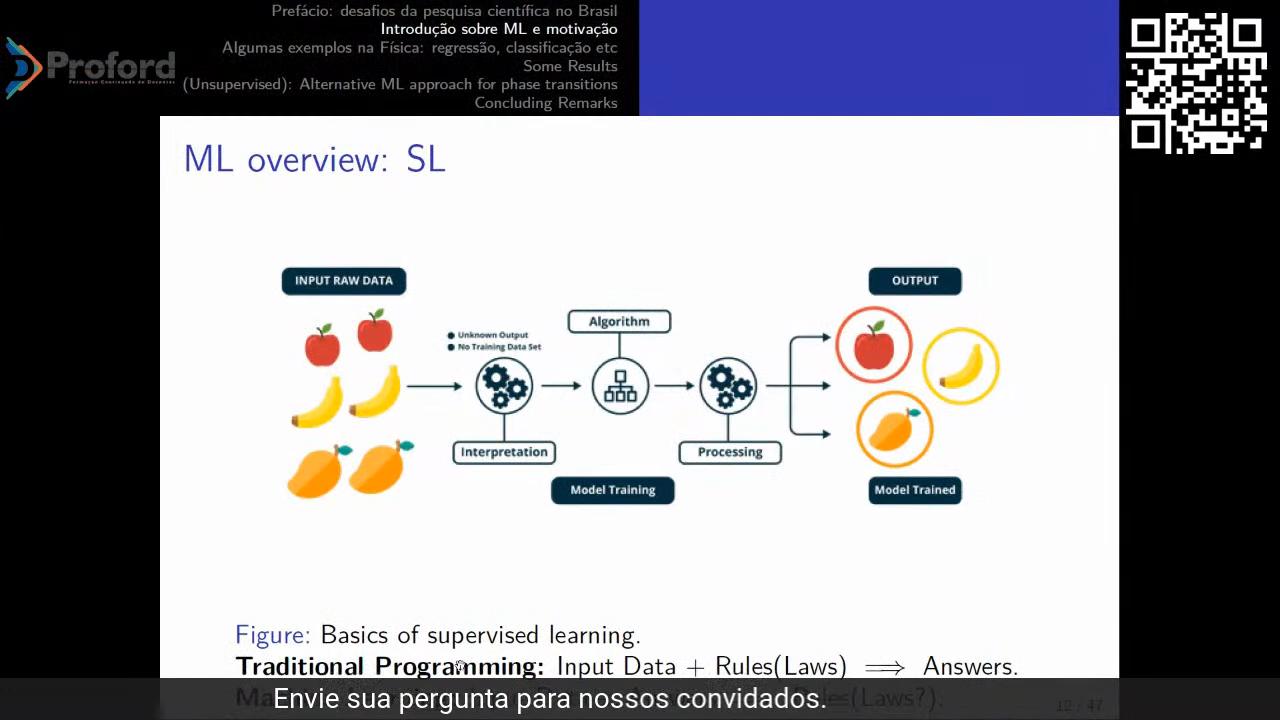 Prefácio: desafios da pesquisa científica no Brasil
Introdução sobre ML e motivação
Algumas exemplos na Física: regressão, classificação etc
Some Results
(Unsupervised): Alternative ML approach for phase transitions
Concluding Remarks
Proford
ML overview: SL
INPUT RAW DATA
OUTPUT
Algorithm
Unknown Output
No Training Data Set
Interpretation
Processing
Model Training
Model Trained
Figure: Basics of supervised learning.
Traditional Programming: Input Data + Rules(Laws) ⟹ Answers.
Rules(Laws?).
Envie sua pergunta para nossos convidados.
12 / 47